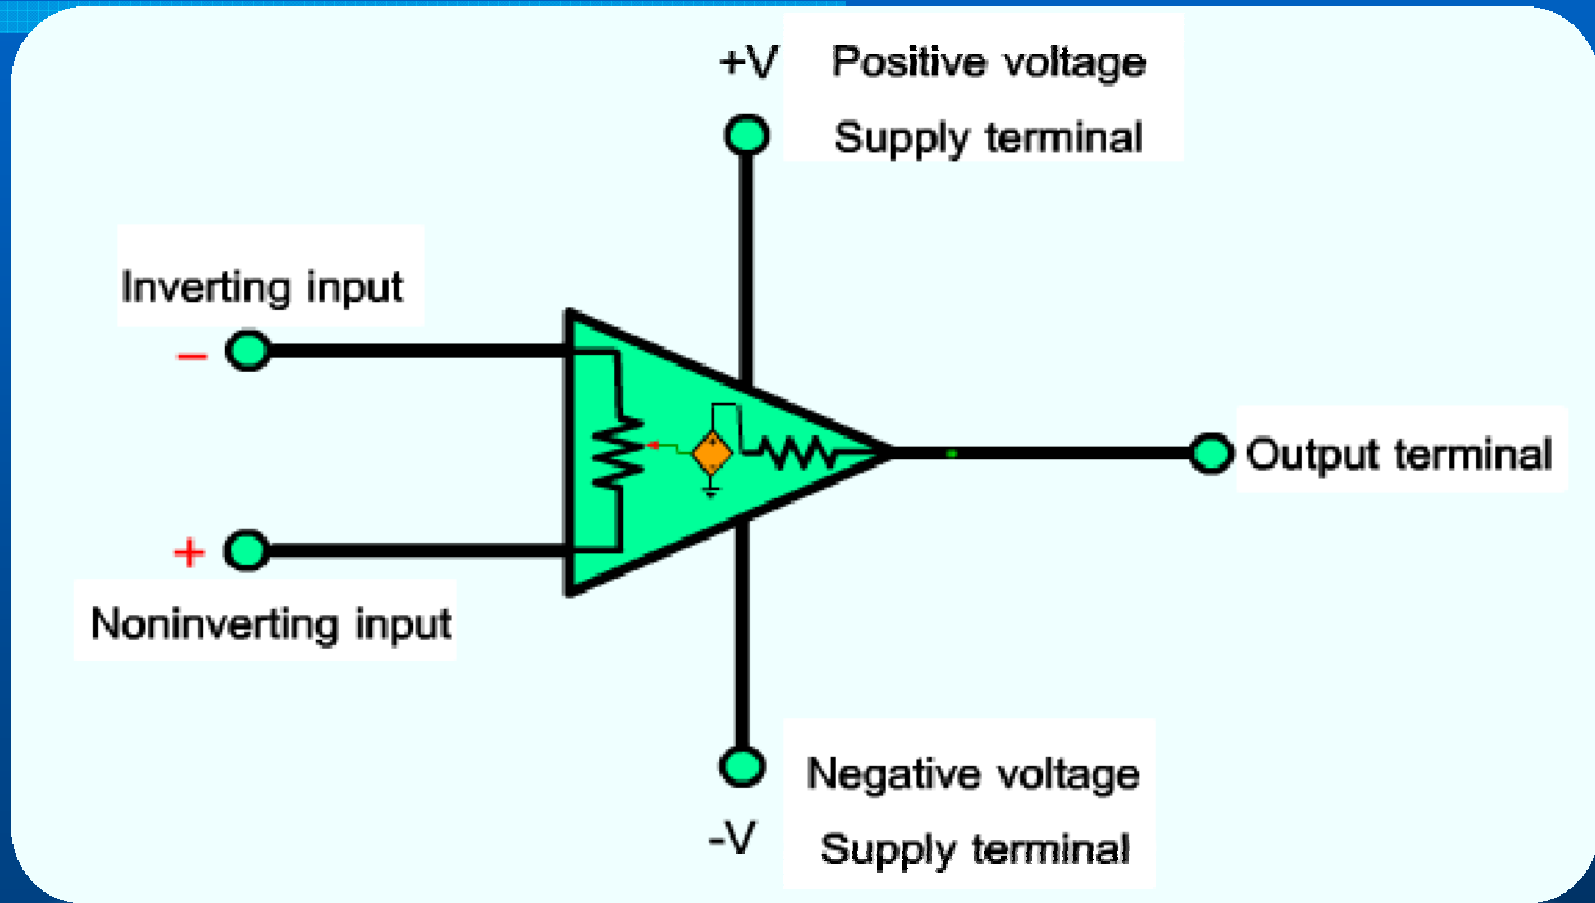 +V Positive voltage
Supply terminal
Inverting input
−
+
Noninverting input
Output terminal
Negative voltage
-V
Supply terminal